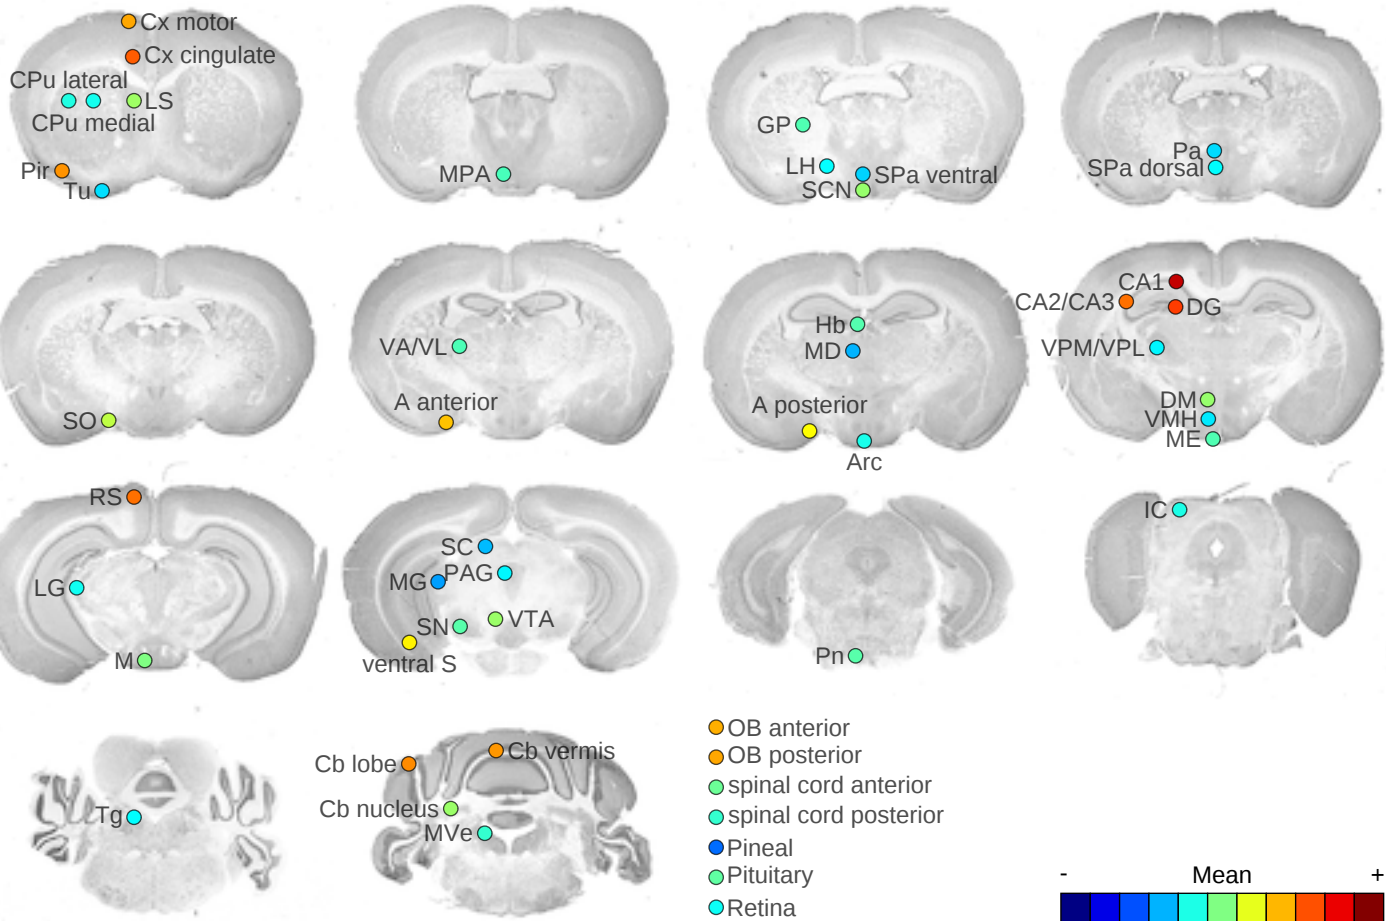 Cx motor
Cx cingulate
CPu lateral
LS
CPu medial
Pir
Tu
MPA
GP
LH
SPa ventral
SCN
Pa
SPa dorsal
SO
VA/VL
A anterior
Hb
MD
A posterior
Arc
CA1
CA2/CA3
DG
VPM/VPL
DM
VMH
ME
RS
LG
M
SC
PAG
MG
SN
VTA
ventral S
Pn
IC
Tg
Cb lobe
Cb vermis
Cb nucleus
MVe
OB anterior
OB posterior
spinal cord anterior
spinal cord posterior
Pineal
Pituitary
Retina
- Mean +